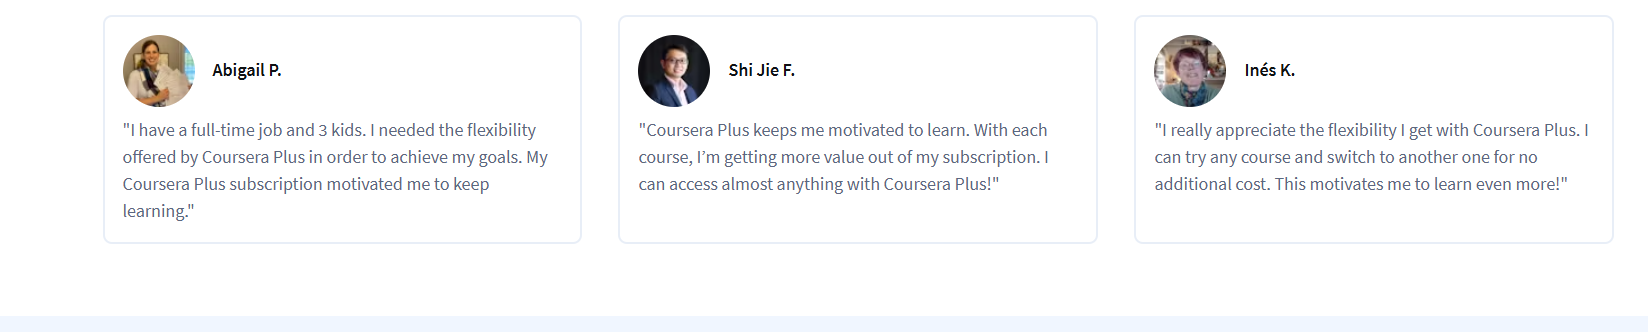 Abigail P.
"I have a full-time job and 3 kids. I needed the flexibility
offered by Coursera Plus in order to achieve my goals. My
Coursera Plus subscription motivated me to keep
learning."
Shi Jie F.
"Coursera Plus keeps me motivated to learn. With each
course, I’m getting more value out of my subscription. I
can access almost anything with Coursera Plus!"
Inés K.
"I really appreciate the flexibility I get with Coursera Plus. I
can try any course and switch to another one for no
additional cost. This motivates me to learn even more!"